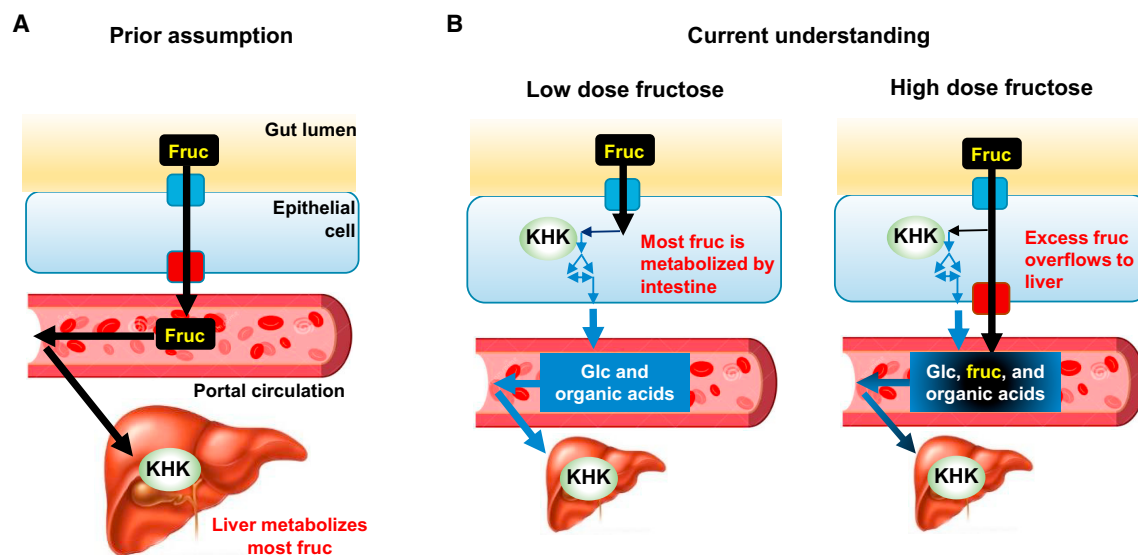 A
Prior assumption
Gut lumen
Fruc
Epithelial
cell
Fruc
Portal circulation
KHK
Liver metabolizes
most fruc
B
Current understanding
Low dose fructose
Fruc
KHK
Most fruc is
metabolized by
intestine
Glc and
organic acids
KHK
High dose fructose
Fruc
KHK
Excess fruc
overflows to
liver
Glc, fruc, and
organic acids
KHK